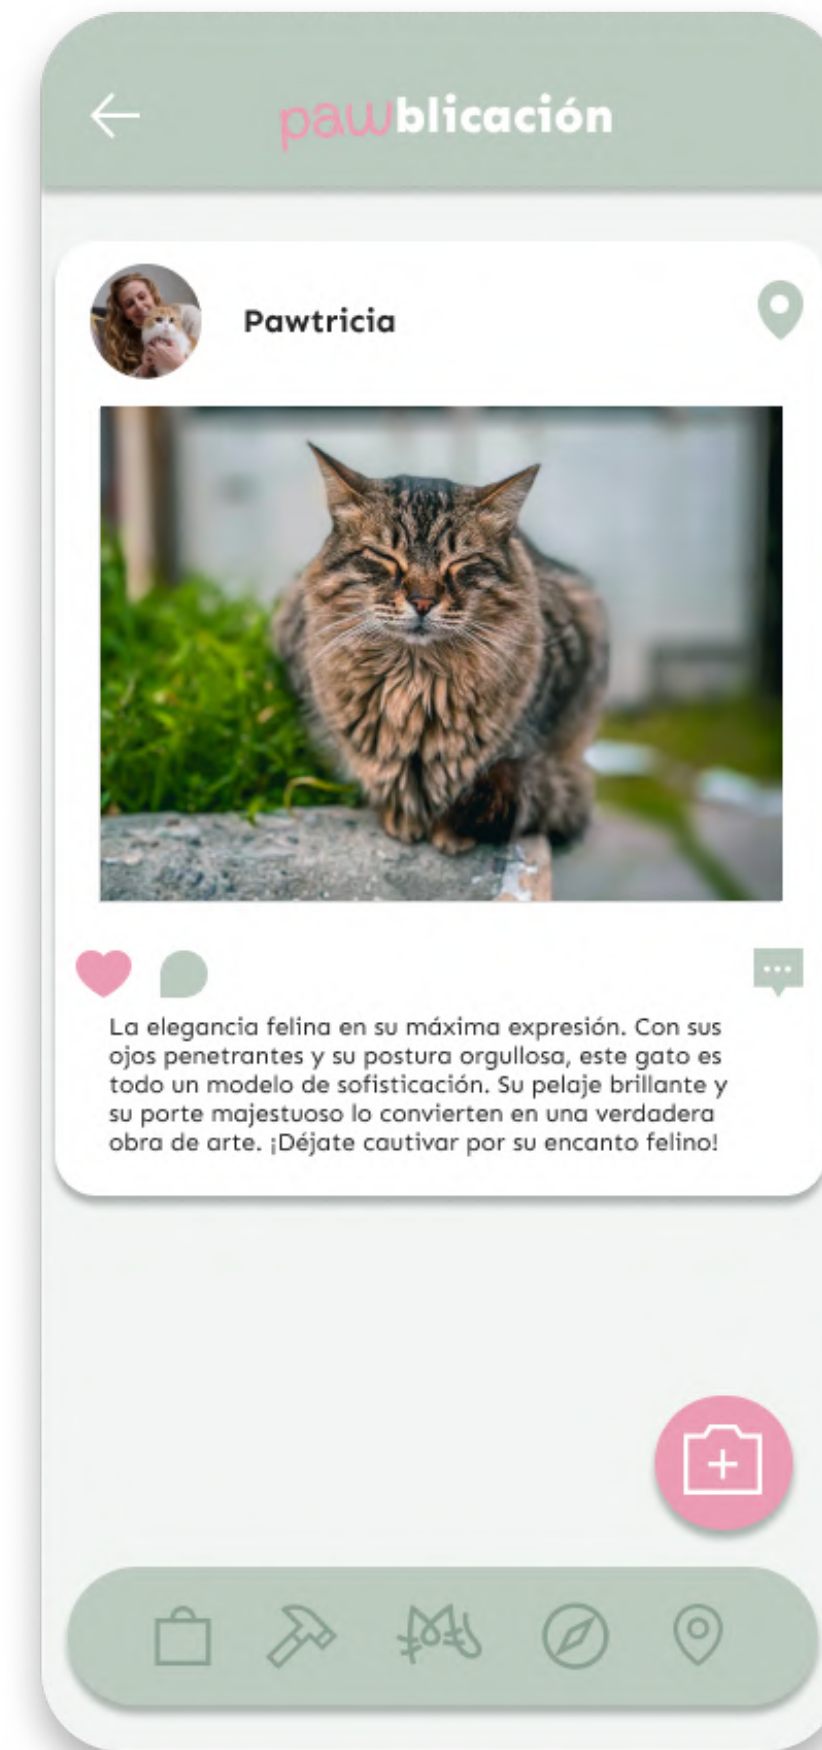 pawblicación
Pawtricia
La elegancia felina en su máxima expresión. Con sus
ojos penetrantes y su postura orgullosa, este gato es
todo un modelo de sofisticación. Su pelaje brillante y
su porte majestuoso lo convierten en una verdadera
obra de arte. ¡Déjate cautivar por su encanto felino!